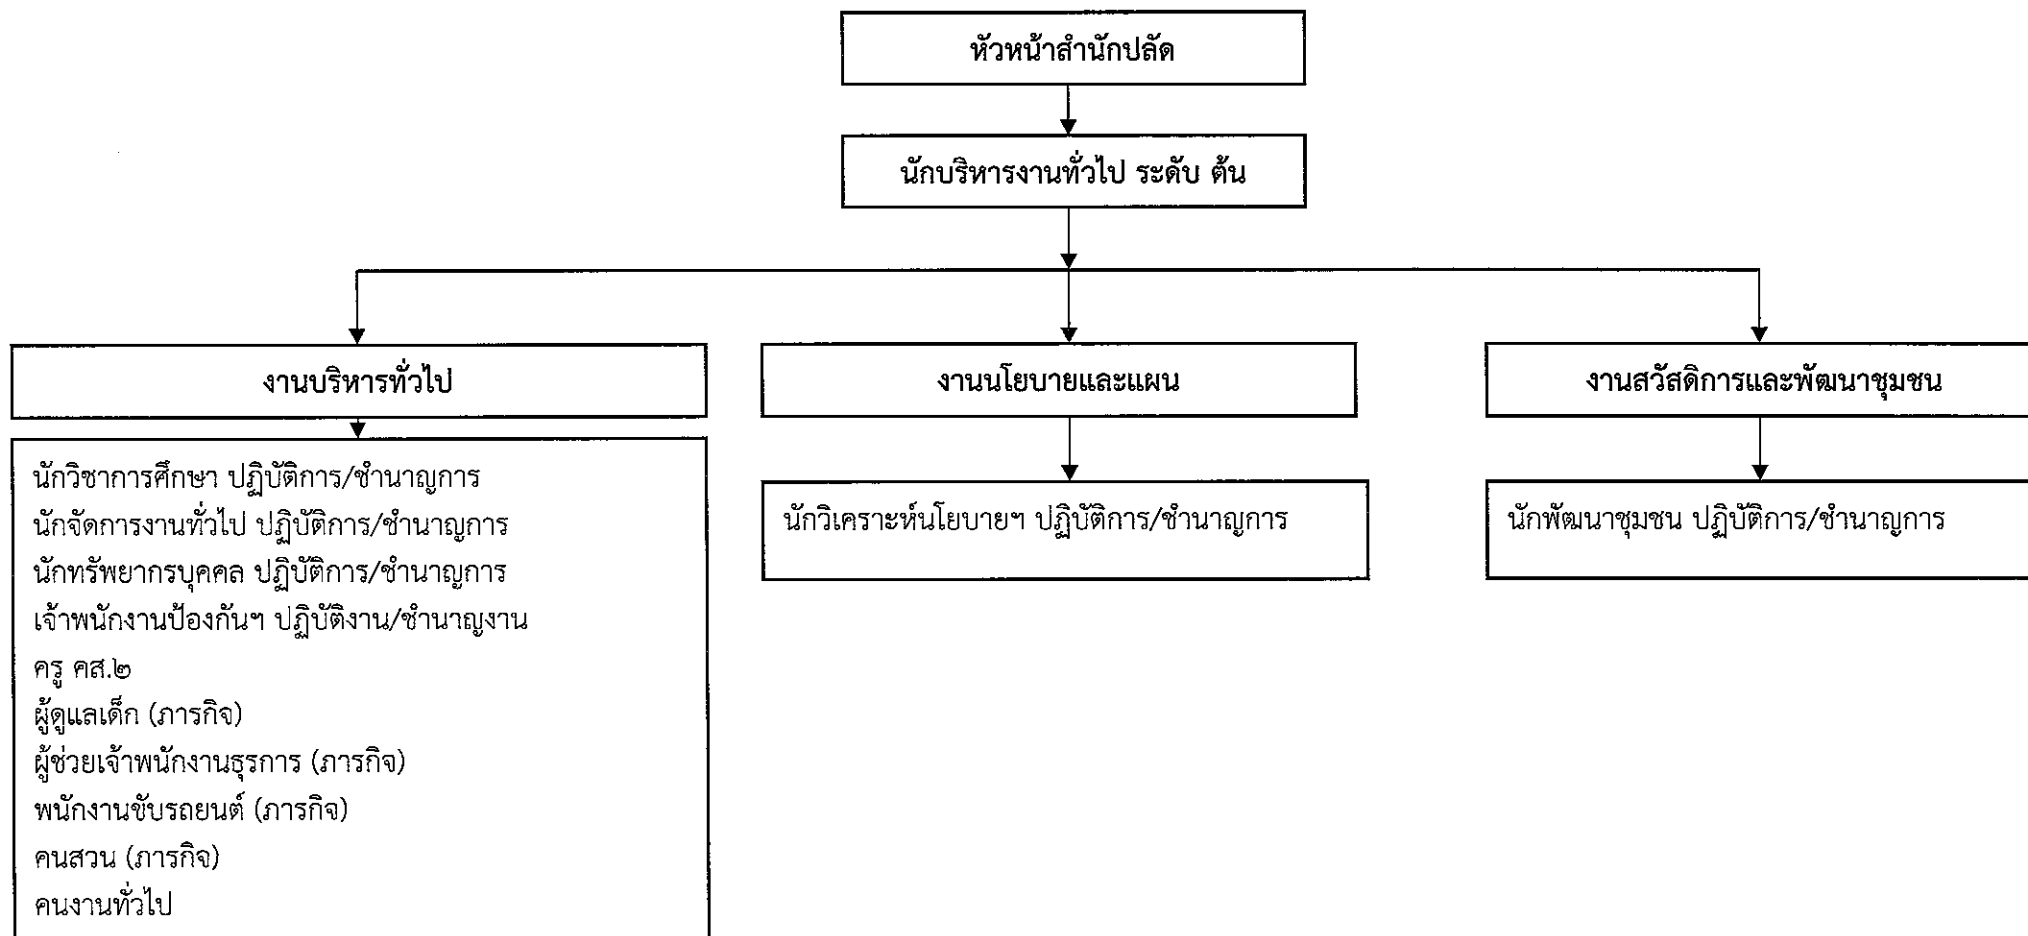 หัวหน้าสำนักปลัด
นักบริหารงานทั่วไป ระดับ ต้น
งานบริหารทั่วไป
นักวิชาการศึกษา ปฏิบัติการ/ชำนาญการ
นักจัดการงานทั่วไป ปฏิบัติการ/ชำนาญการ
นักทรัพยากรบุคคล ปฏิบัติการ/ชำนาญการ
เจ้าพนักงานป้องกันฯ ปฏิบัติงาน/ชำนาญงาน
ครู คศ.๒
ผู้ดูแลเด็ก (ภารกิจ)
ผู้ช่วยเจ้าพนักงานธุรการ (ภารกิจ)
พนักงานขับรถยนต์ (ภารกิจ)
คนสวน (ภารกิจ)
คนงานทั่วไป
งานนโยบายและแผน
นักวิเคราะห์นโยบายฯ ปฏิบัติการ/ชำนาญการ
งานสวัสดิการและพัฒนาชุมชน
นักพัฒนาชุมชน ปฏิบัติการ/ชำนาญการ